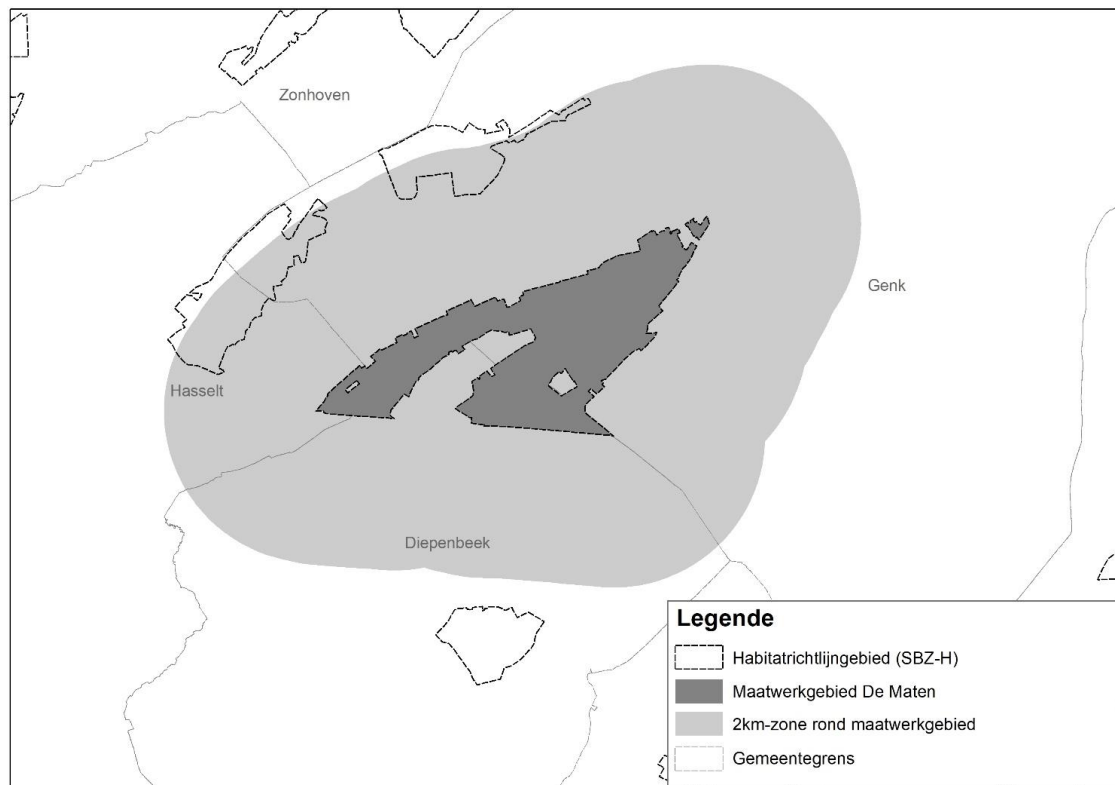 Zonhoven
Genk
Hasselt
Diepenbeek
Legende
Habitatrichtlijngebied (SBZ-H)
Maatwerkgebied De Maten
2km-zone rond maatwerkgebied
Gemeentegrens